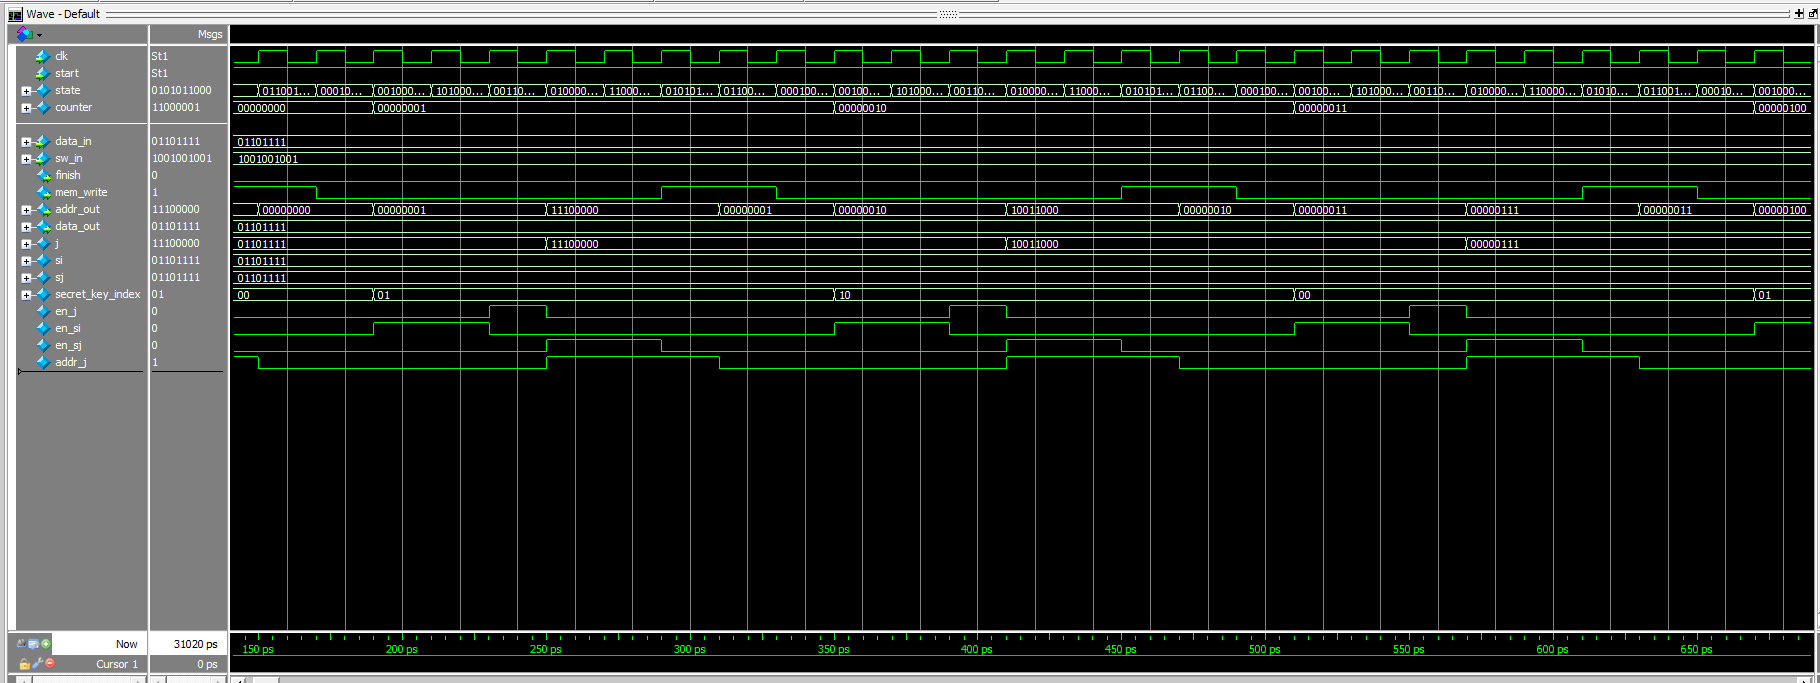 Wave - Default
Msgs
clk St1
start St1
state 0101011000 011001... 00010... 001000... 101000... 00110... 010000... 11000... 010101... 01100... 000100... 00100... 101000... 00110... 010000... 11000... 010101... 01100... 000100... 00100... 101000... 00110... 010000... 110000... 01010... 011001... 00010... 001000...
counter 11000001 00000000 00000001 00000010 00000011 00000100
data_in 01101111 01101111
sw_in 1001001001 1001001001
finish 0
mem_write 1
addr_out 11100000 00000000 00000001 11100000 00000001 00000010 10011000 00000010 00000011 00000111 00000011 00000100
data_out 01101111 01101111
j 11100000 01101111 11100000 10011000 00000111
si 01101111 01101111
sj 01101111 01101111
secret_key_index 01 00 01 10 00 01
en_j 0
en_si 0
en_sj 0
addr_j 1
Now 31020 ps 150 ps 200 ps 250 ps 300 ps 350 ps 400 ps 450 ps 500 ps 550 ps 600 ps 650 ps
Cursor 1 0 ps